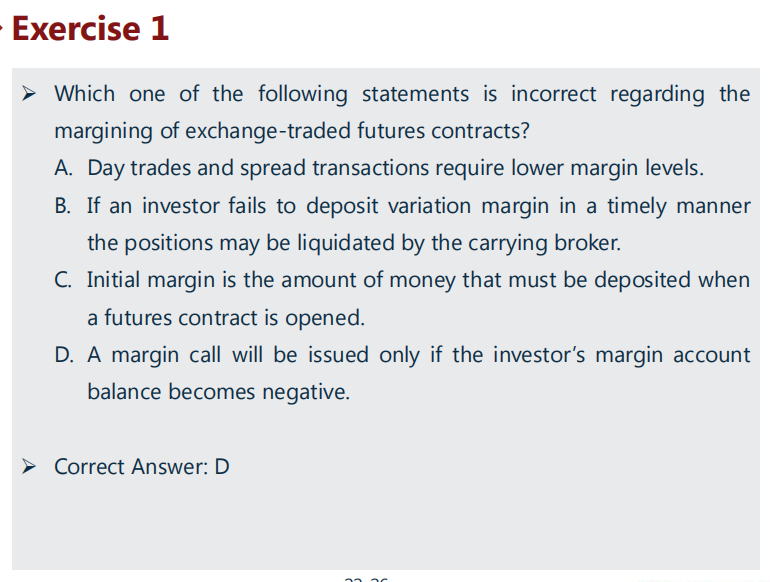 Exercise 1
➢ Which one of the following statements is incorrect regarding the
margining of exchange-traded futures contracts?
A. Day trades and spread transactions require lower margin levels.
B. If an investor fails to deposit variation margin in a timely manner
the positions may be liquidated by the carrying broker.
C. Initial margin is the amount of money that must be deposited when
a futures contract is opened.
D. A margin call will be issued only if the investor's margin account
balance becomes negative.
➢ Correct Answer: D